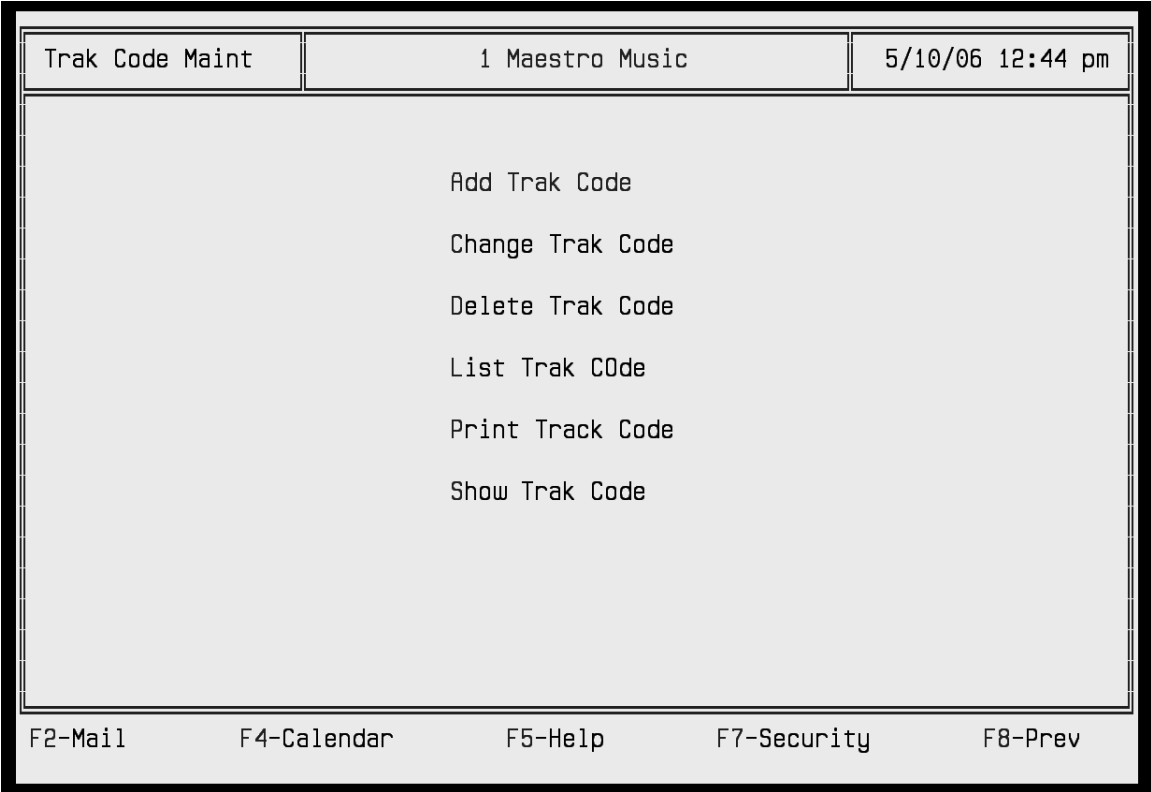 Trak Code Maint 1 Maestro Music 5/10/06 12:44 pm
Add Trak Code
Change Trak Code
Delete Trak Code
List Trak COde
Print Track Code
Show Trak Code
F2-Mail F4-Calendar F5-Help F7-Security F8-Prev